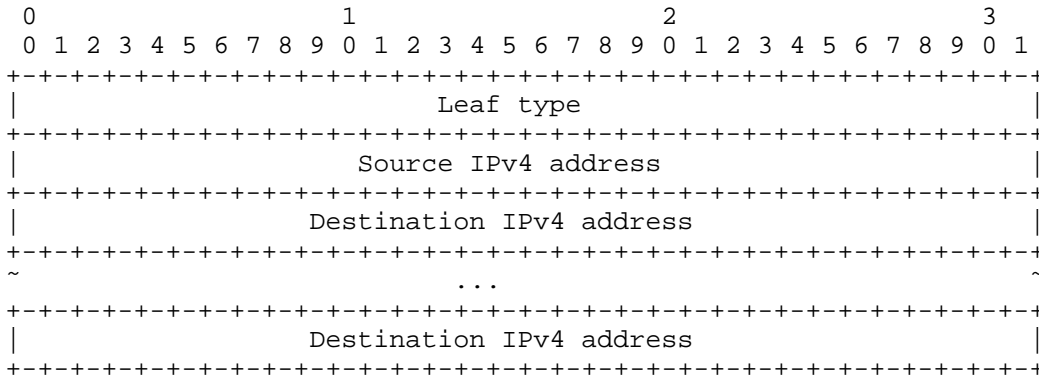 0                   1                   2                   3
 0 1 2 3 4 5 6 7 8 9 0 1 2 3 4 5 6 7 8 9 0 1 2 3 4 5 6 7 8 9 0 1
+-+-+-+-+-+-+-+-+-+-+-+-+-+-+-+-+-+-+-+-+-+-+-+-+-+-+-+-+-+-+-+-+
|                          Leaf type                            |
+-+-+-+-+-+-+-+-+-+-+-+-+-+-+-+-+-+-+-+-+-+-+-+-+-+-+-+-+-+-+-+-+
|                     Source IPv4 address                       |
+-+-+-+-+-+-+-+-+-+-+-+-+-+-+-+-+-+-+-+-+-+-+-+-+-+-+-+-+-+-+-+-+
|                  Destination IPv4 address                     |
+-+-+-+-+-+-+-+-+-+-+-+-+-+-+-+-+-+-+-+-+-+-+-+-+-+-+-+-+-+-+-+-+
~                           ...                                 ~
+-+-+-+-+-+-+-+-+-+-+-+-+-+-+-+-+-+-+-+-+-+-+-+-+-+-+-+-+-+-+-+-+
|                  Destination IPv4 address                     |
+-+-+-+-+-+-+-+-+-+-+-+-+-+-+-+-+-+-+-+-+-+-+-+-+-+-+-+-+-+-+-+-+